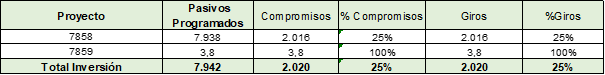 Proyecto Pasivos Programados Compromisos % Compromisos Giros %Giros
7858 7.938 2.016 25% 2.016 25%
7859 3,8 3,8 100% 3,8 100%
Total Inversión 7.942 2.020 25% 2.020 25%